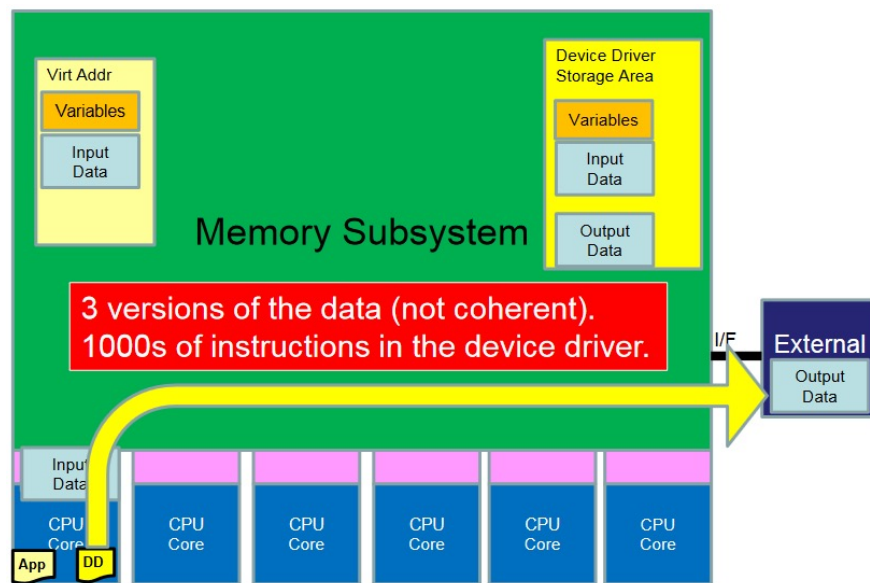 Virt Addr
Variables
Input
Data
Device Driver
Storage Area
Variables
Input
Data
Output
Data
Memory Subsystem
3 versions of the data (not coherent).
1000s of instructions in the device driver.
I/F
External
Output
Data
Input
Data
CPU
Core
App
DD
CPU
Core
CPU
Core
CPU
Core
CPU
Core
CPU
Core